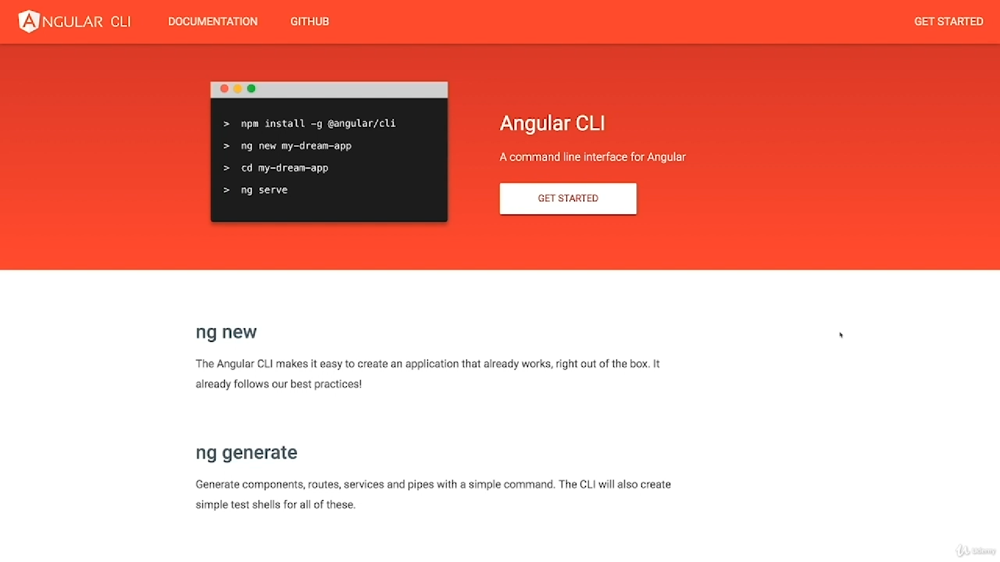 ANGULAR CLI
DOCUMENTATION
GITHUB
GET STARTED
> npm install -g @angular/cli
> ng new my-dream-app
> cd my-dream-app
> ng serve
Angular CLI
A command line interface for Angular
GET STARTED
ng new
The Angular CLI makes it easy to create an application that already works, right out of the box. It
already follows our best practices!
ng generate
Generate components, routes, services and pipes with a simple command. The CLI will also create
simple test shells for all of these.
Udemy